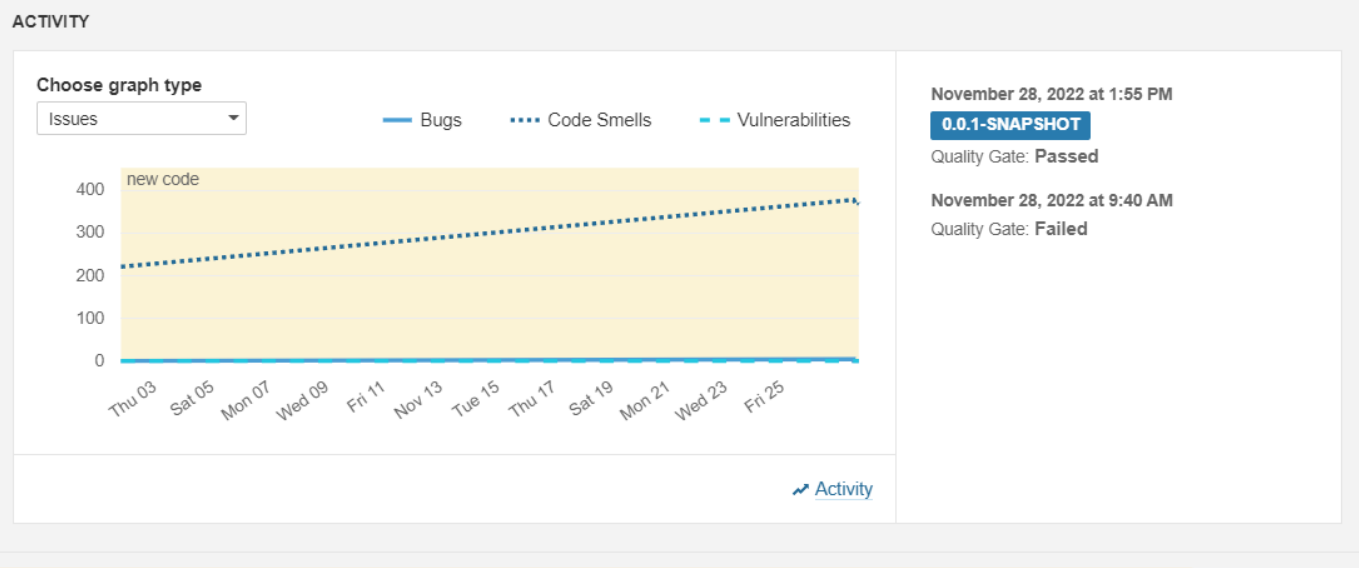 ACTIVITY
Choose graph type
Issues
Bugs
Code Smells
Vulnerabilities
new code
400
300
200
100
0
Thu 03
Sat 05
Mon 07
Wed 09
Fri 11
Nov 13
Tue 15
Thu 17
Sat 19
Mon 21
Wed 23
Fri 25
Activity
November 28, 2022 at 1:55 PM
0.0.1-SNAPSHOT
Quality Gate: Passed
November 28, 2022 at 9:40 AM
Quality Gate: Failed